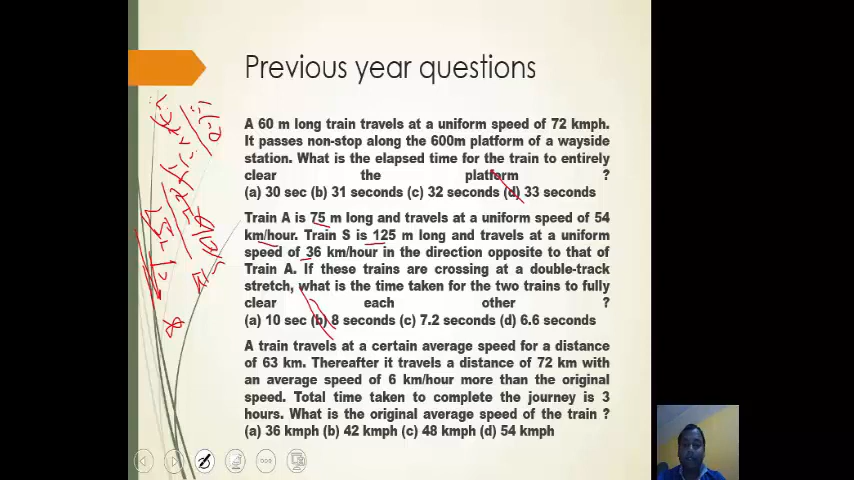 Previous year questions
A 60 m long train travels at a uniform speed of 72 kmph.
It passes non-stop along the 600m platform of a wayside
station. What is the elapsed time for the train to entirely
clear the platform ?
(a) 30 sec (b) 31 seconds (c) 32 seconds (d) 33 seconds
Train A is 75 m long and travels at a uniform speed of 54
km/hour. Train S is 125 m long and travels at a uniform
speed of 36 km/hour in the direction opposite to that of
Train A. If these trains are crossing at a double-track
stretch, what is the time taken for the two trains to fully
clear each other ?
(a) 10 sec (b) 8 seconds (c) 7.2 seconds (d) 6.6 seconds
A train travels at a certain average speed for a distance
of 63 km. Thereafter it travels a distance of 72 km with
an average speed of 6 km/hour more than the original
speed. Total time taken to complete the journey is 3
hours. What is the original average speed of the train ?
(a) 36 kmph (b) 42 kmph (c) 48 kmph (d) 54 kmph